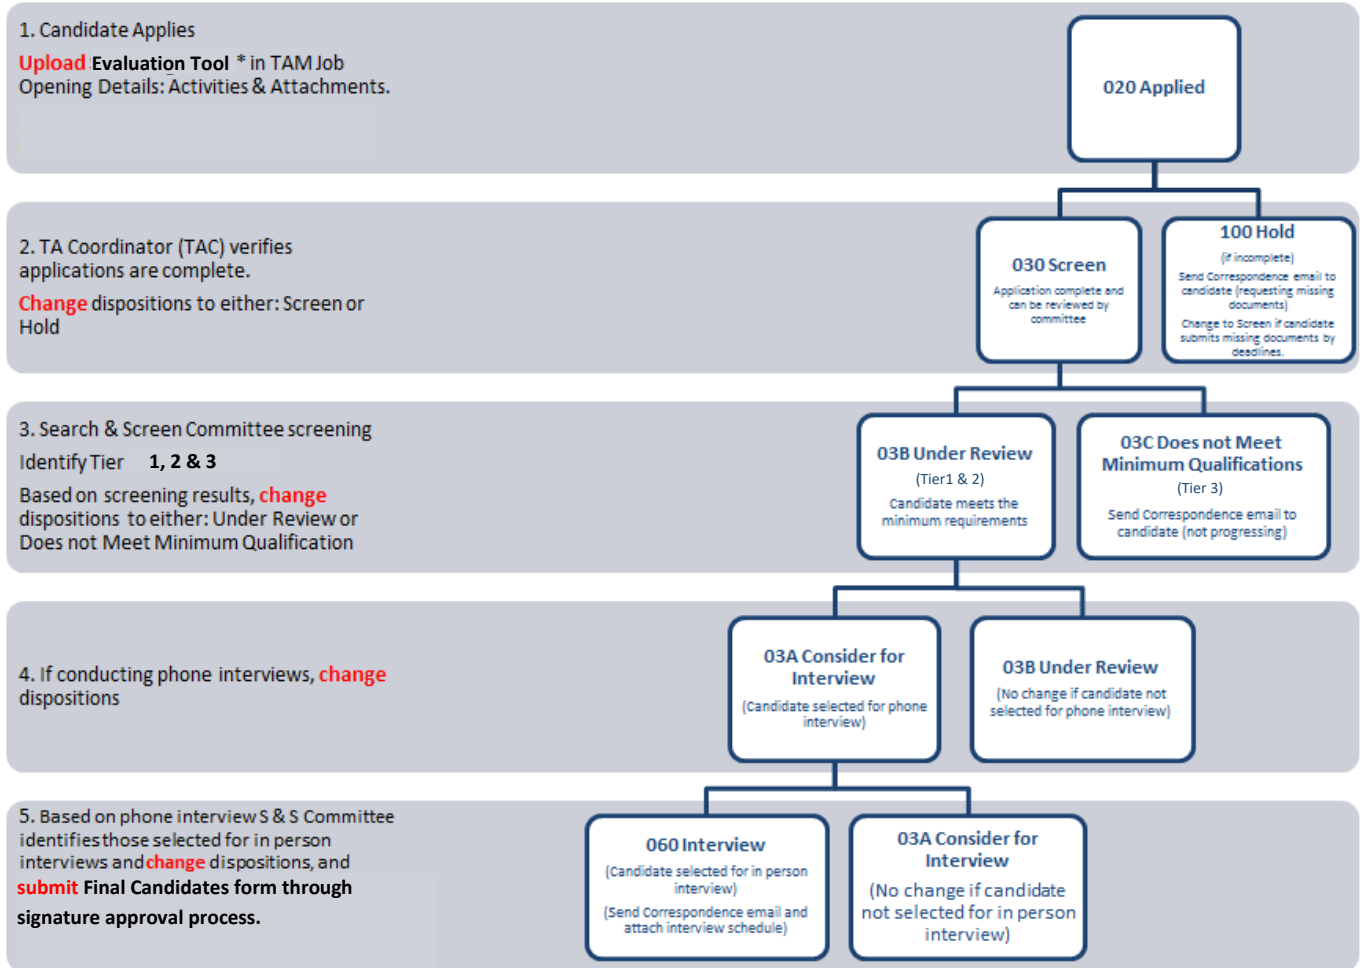 1. Candidate Applies
Upload Evaluation Tool * in TAM Job
Opening Details: Activities & Attachments.
020 Applied
2. TA Coordinator (TAC) verifies
applications are complete.
Change dispositions to either: Screen or
Hold
030 Screen
Application complete and
can be reviewed by
committee
100 Hold
(if incomplete)
Send Correspondence email to
candidate (requesting missing
documents)
Change to Screen if candidate
submits missing documents by
deadlines.
3. Search & Screen Committee screening
Identify Tier 1, 2 & 3
Based on screening results, change
dispositions to either: Under Review or
Does not Meet Minimum Qualification
03B Under Review
(Tier1 & 2)
Candidate meets the
minimum requirements
03C Does not Meet
Minimum Qualifications
(Tier 3)
Send Correspondence email to
candidate (not progressing)
4. If conducting phone interviews, change
dispositions
03A Consider for
Interview
(Candidate selected for phone
interview)
03B Under Review
(No change if candidate not
selected for phone interview)
5. Based on phone interview S & S Committee
identifies those selected for in person
interviews and change dispositions, and
submit Final Candidates form through
signature approval process.
060 Interview
(Candidate selected for in person
interview)
(Send Correspondence email and
attach interview schedule)
03A Consider for
Interview
(No change if candidate
not selected for in person
interview)